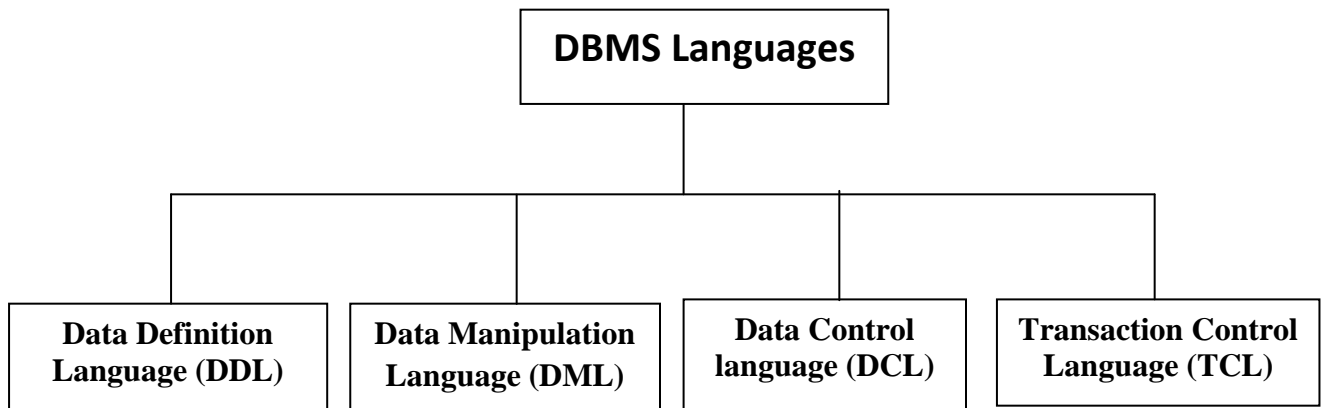 DBMS Languages
Data Definition
Language (DDL)
Data Manipulation
Language (DML)
Data Control
language (DCL)
Transaction Control
Language (TCL)